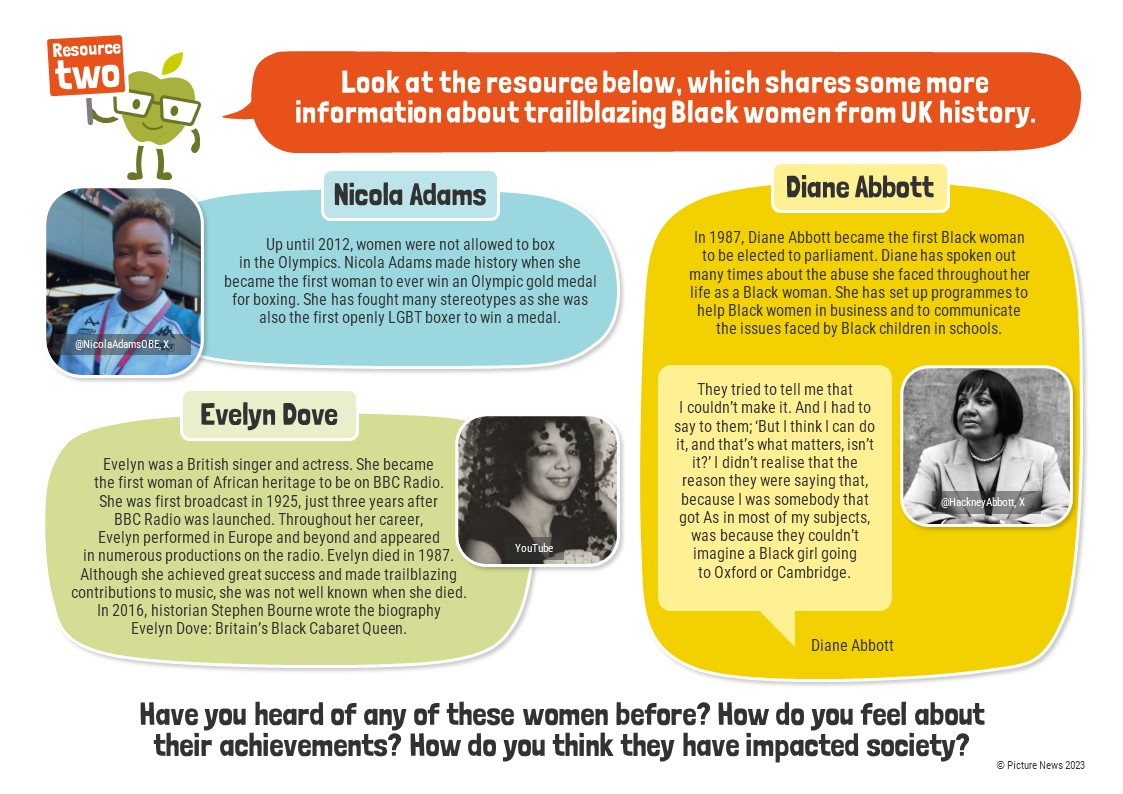 Resource
two
Look at the resource below, which shares some more
information about trailblazing Black women from UK history.
Nicola Adams
Up until 2012, women were not allowed to box
in the Olympics. Nicola Adams made history when she
became the first woman to ever win an Olympic gold medal
for boxing. She has fought many stereotypes as she was
also the first openly LGBT boxer to win a medal.
@NicolaAdamsOBE, X
Evelyn Dove
Evelyn was a British singer and actress. She became
the first woman of African heritage to be on BBC Radio.
She was first broadcast in 1925, just three years after
BBC Radio was launched. Throughout her career,
Evelyn performed in Europe and beyond and appeared
in numerous productions on the radio. Evelyn died in 1987.
Although she achieved great success and made trailblazing
contributions to music, she was not well known when she died.
In 2016, historian Stephen Bourne wrote the biography
Evelyn Dove: Britain's Black Cabaret Queen.
YouTube
Diane Abbott
In 1987, Diane Abbott became the first Black woman
to be elected to parliament. Diane has spoken out
many times about the abuse she faced throughout her
life as a Black woman. She has set up programmes to
help Black women in business and to communicate
the issues faced by Black children in schools.
They tried to tell me that
I couldn't make it. And I had to
say to them; 'But I think I can do
it, and that's what matters, isn't
it?' I didn't realise that the
reason they were saying that,
because I was somebody that
got As in most of my subjects,
was because they couldn't
imagine a Black girl going
to Oxford or Cambridge.
@HackneyAbbott, X
Diane Abbott
Have you heard of any of these women before? How do you feel about
their achievements? How do you think they have impacted society?
© Picture News 2023